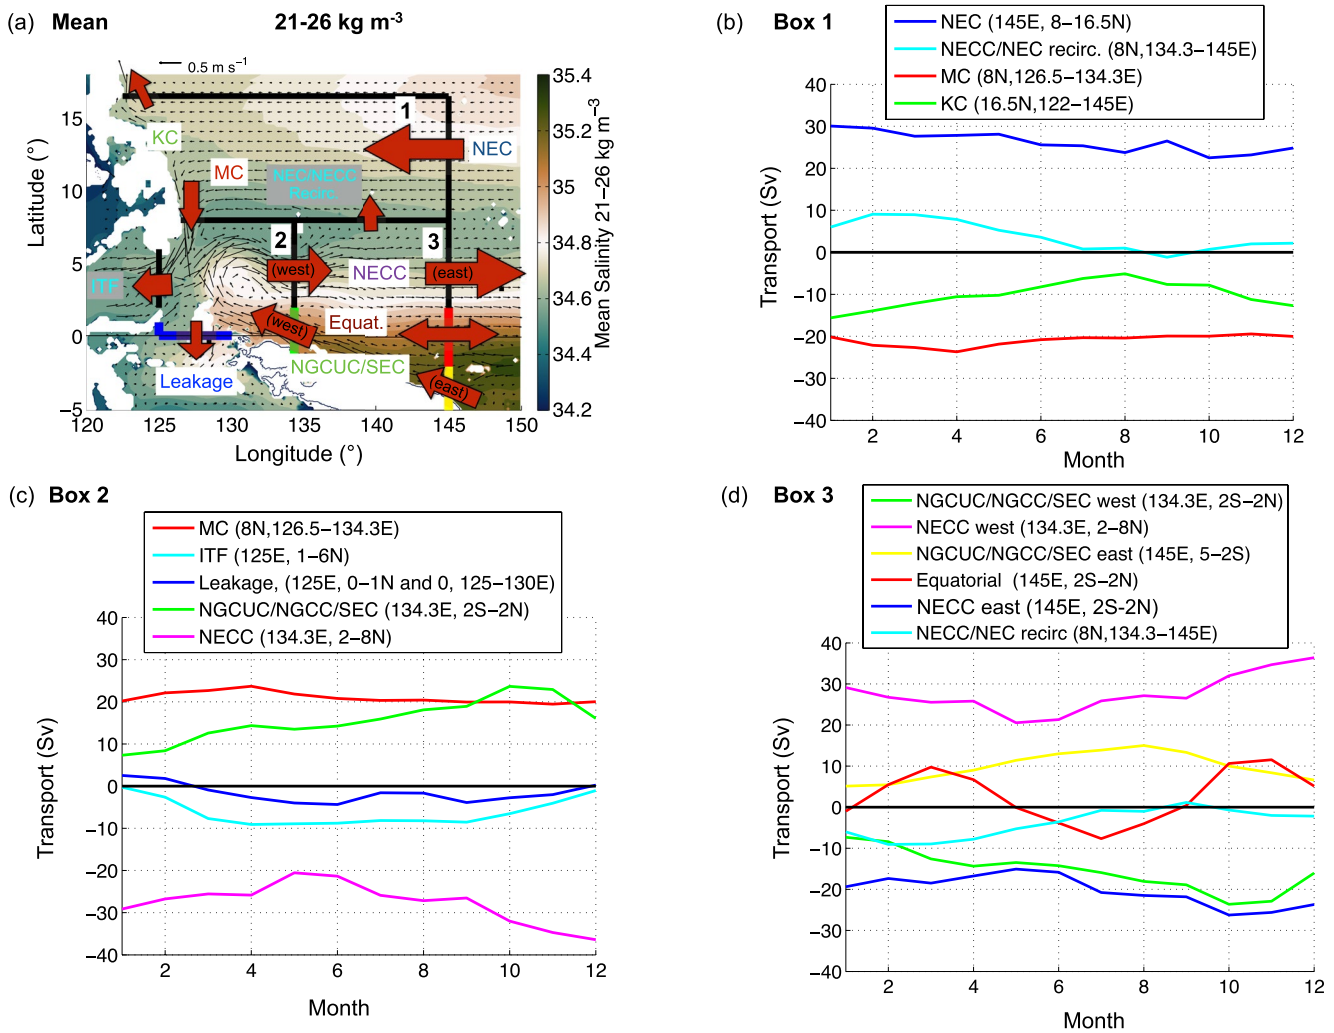 (a) Mean 21-26 kg m-3
0.5 m s−1
15
10
5
0
−5
Latitude (°)
120 125 130 135 140 145 150
Longitude (°)
KC
MC
1
NEC
NEC/NECC
Recirc.
2
3
(west)
NECC
(east)
ITF
(west)
Equat.
NGCUC/SEC
(east)
Leakage
35.4
35.2
35
34.8
34.6
34.4
34.2
Mean Salinity 21−26 kg m−3
(b) Box 1
NEC (145E, 8−16.5N)
NECC/NEC recirc. (8N,134.3−145E)
MC (8N,126.5−134.3E)
KC (16.5N,122−145E)
40
30
20
10
0
−10
−20
−30
−40
Transport (Sv)
2 4 6 8 10 12
Month
(c) Box 2
MC (8N,126.5−134.3E)
ITF (125E, 1−6N)
Leakage, (125E, 0−1N and 0, 125−130E)
NGCUC/NGCC/SEC (134.3E, 2S−2N)
NECC (134.3E, 2−8N)
40
30
20
10
0
−10
−20
−30
−40
Transport (Sv)
2 4 6 8 10 12
Month
(d) Box 3
NGCUC/NGCC/SEC west (134.3E, 2S−2N)
NECC west (134.3E, 2−8N)
NGCUC/NGCC/SEC east (145E, 5−2S)
Equatorial (145E, 2S−2N)
NECC east (145E, 2S−2N)
NECC/NEC recirc (8N,134.3−145E)
40
30
20
10
0
−10
−20
−30
−40
Transport (Sv)
2 4 6 8 10 12
Month